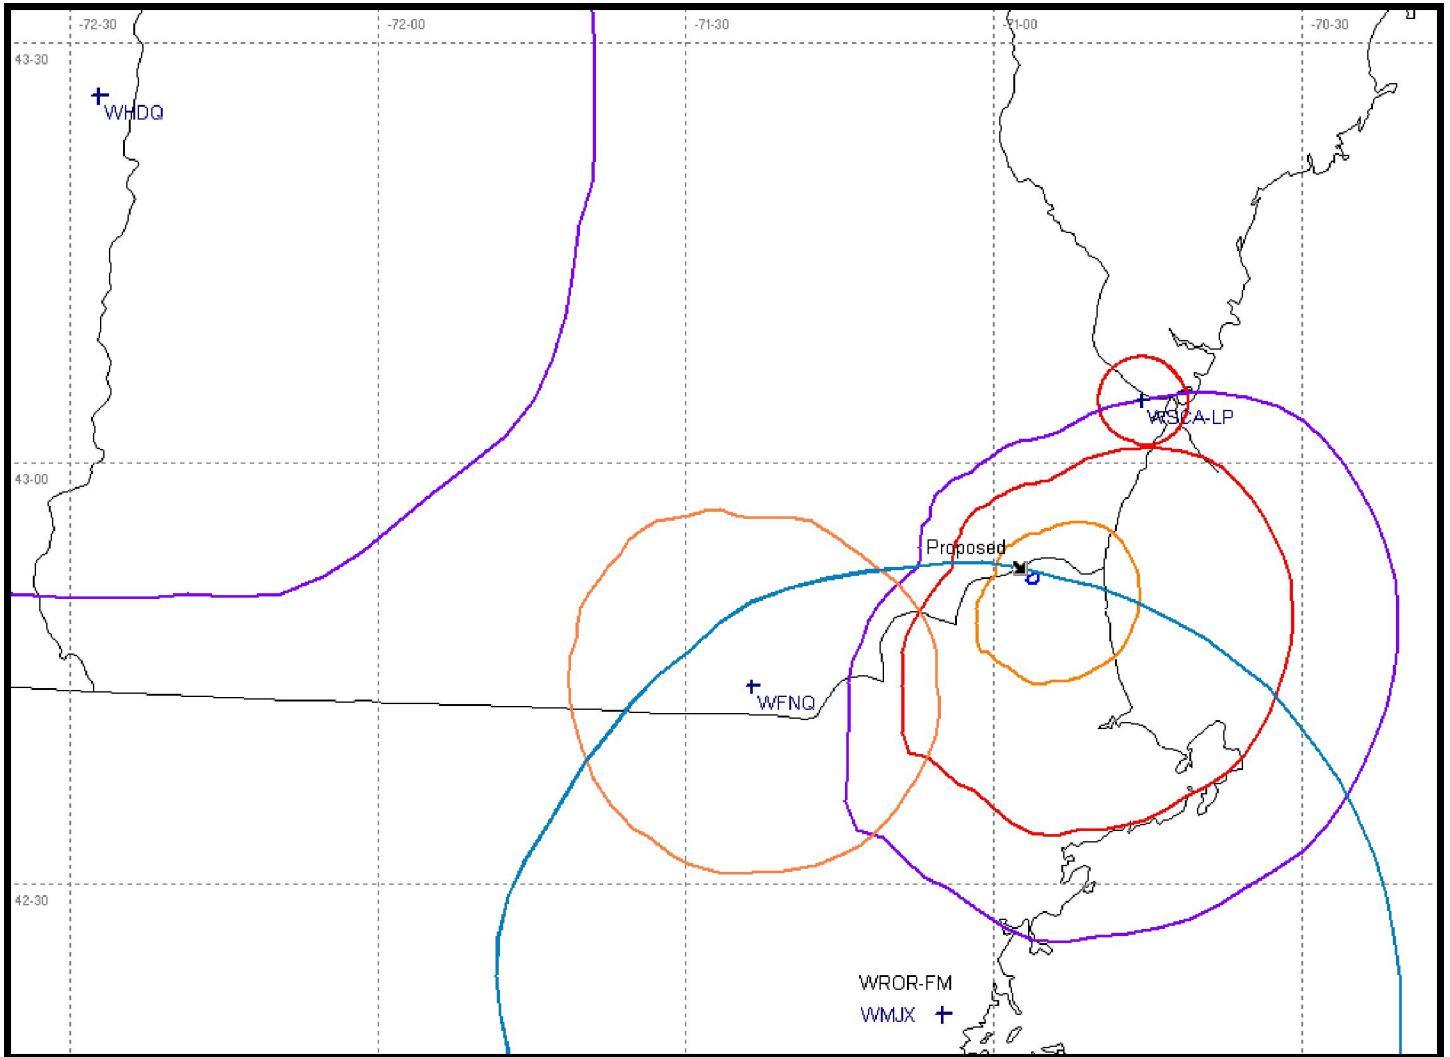 -72-30
-72-00
-71-30
-71-00
-70-30
43-30
WHDQ
WSCA-LP
43-00
Proposed
WFNQ
42-30
WROR-FM
WMJX